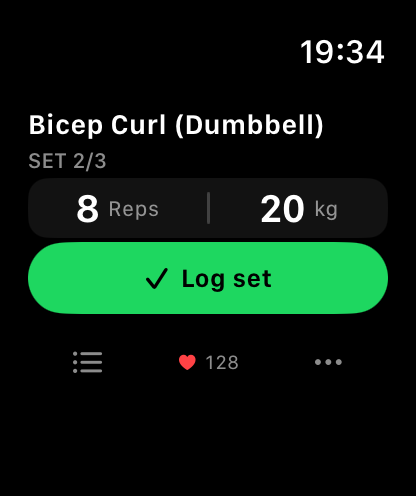 19:34
Bicep Curl (Dumbbell)
SET 2/3
8 Reps 20 kg
Log set
128